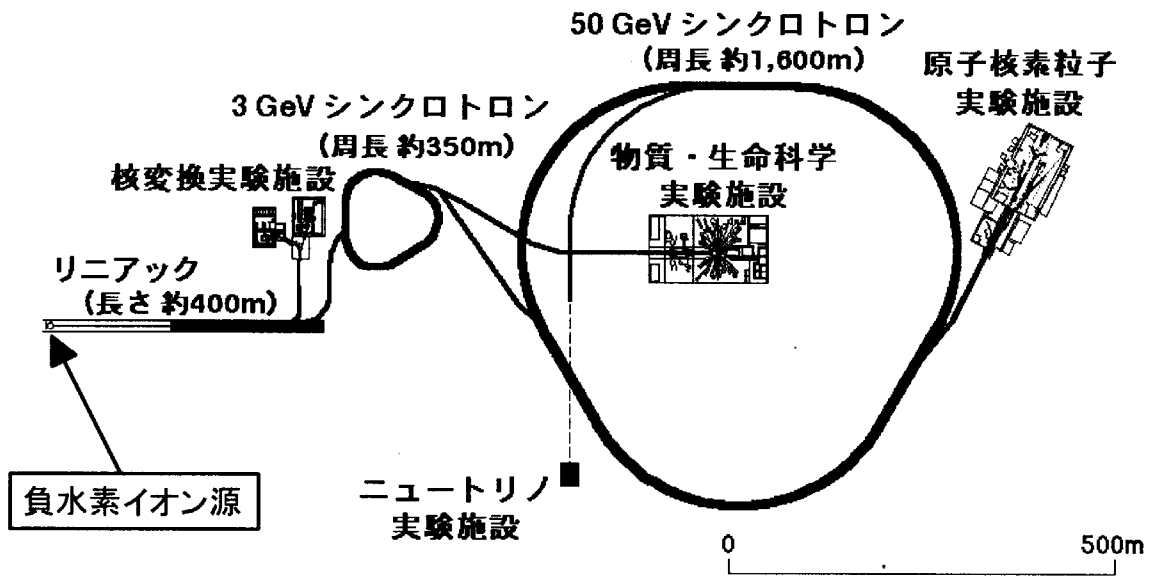 50 GeV シンクロトロン
(周長 約1,600m)
原子核素粒子
実験施設
3 GeV シンクロトロン
(周長 約350m)
物質・生命科学
実験施設
核変換実験施設
リニアック
(長さ 約400m)
負水素イオン源
ニュートリノ
実験施設
0
500m